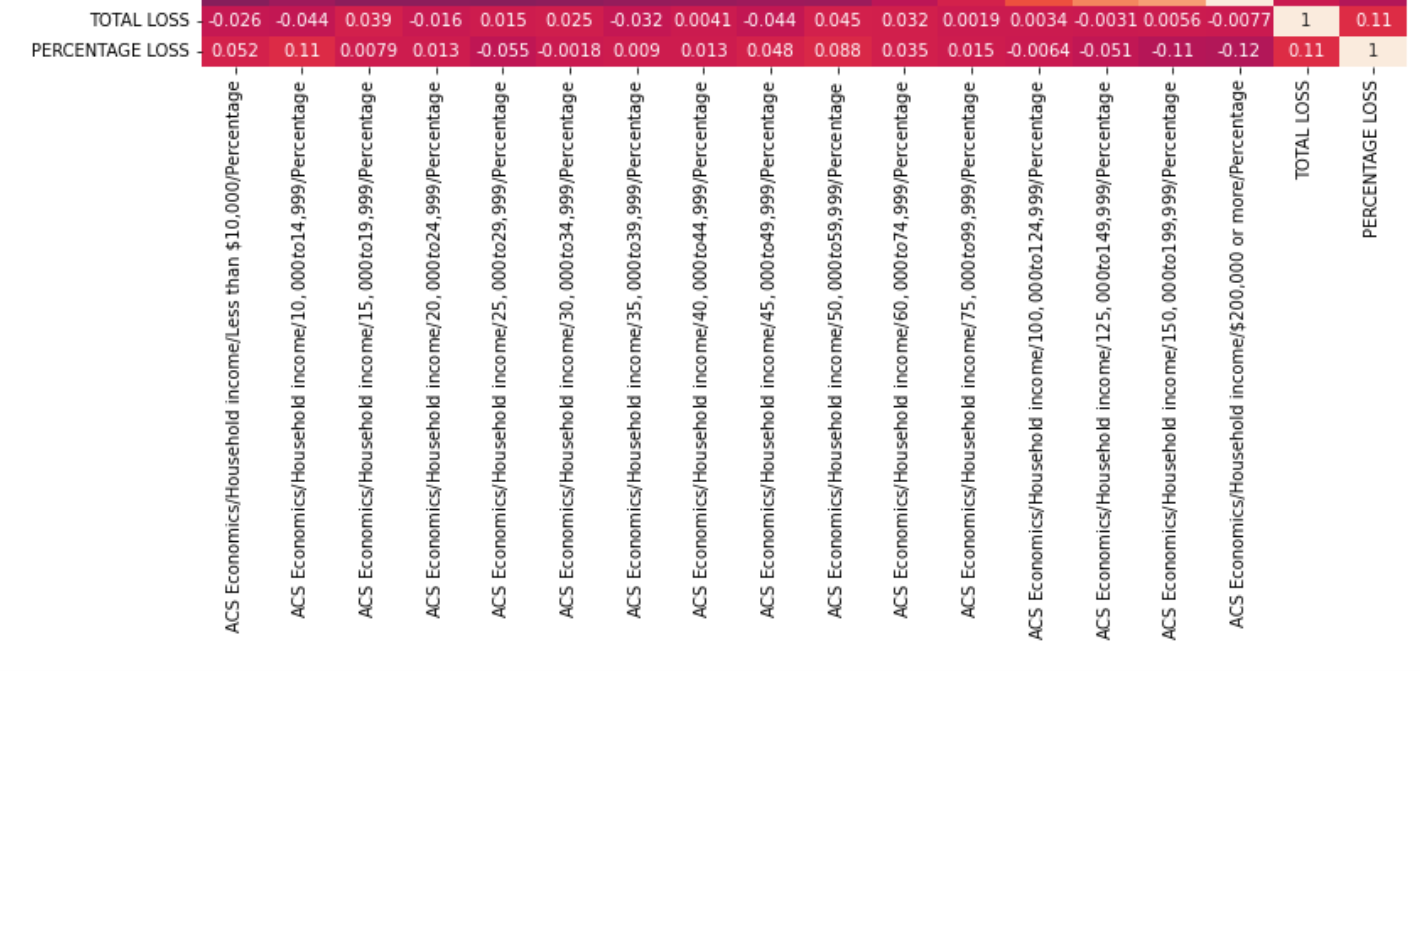 TOTAL LOSS -0.026 -0.044 0.039 -0.016 0.015 0.025 -0.032 0.0041 -0.044 0.045 0.032 0.0019 0.0034 -0.0031 0.0056 -0.0077 1 0.11
PERCENTAGE LOSS 0.052 0.11 0.0079 0.013 -0.055 -0.0018 0.009 0.013 0.048 0.088 0.035 0.015 -0.0064 -0.051 -0.11 -0.12 0.11 1
ACS Economics/Household income/Less than $10,000/Percentage
ACS Economics/Household income/10,000to14,999/Percentage
ACS Economics/Household income/15,000to19,999/Percentage
ACS Economics/Household income/20,000to24,999/Percentage
ACS Economics/Household income/25,000to29,999/Percentage
ACS Economics/Household income/30,000to34,999/Percentage
ACS Economics/Household income/35,000to39,999/Percentage
ACS Economics/Household income/40,000to44,999/Percentage
ACS Economics/Household income/45,000to49,999/Percentage
ACS Economics/Household income/50,000to59,999/Percentage
ACS Economics/Household income/60,000to74,999/Percentage
ACS Economics/Household income/75,000to99,999/Percentage
ACS Economics/Household income/100,000to124,999/Percentage
ACS Economics/Household income/125,000to149,999/Percentage
ACS Economics/Household income/150,000to199,999/Percentage
ACS Economics/Household income/$200,000 or more/Percentage
TOTAL LOSS
PERCENTAGE LOSS